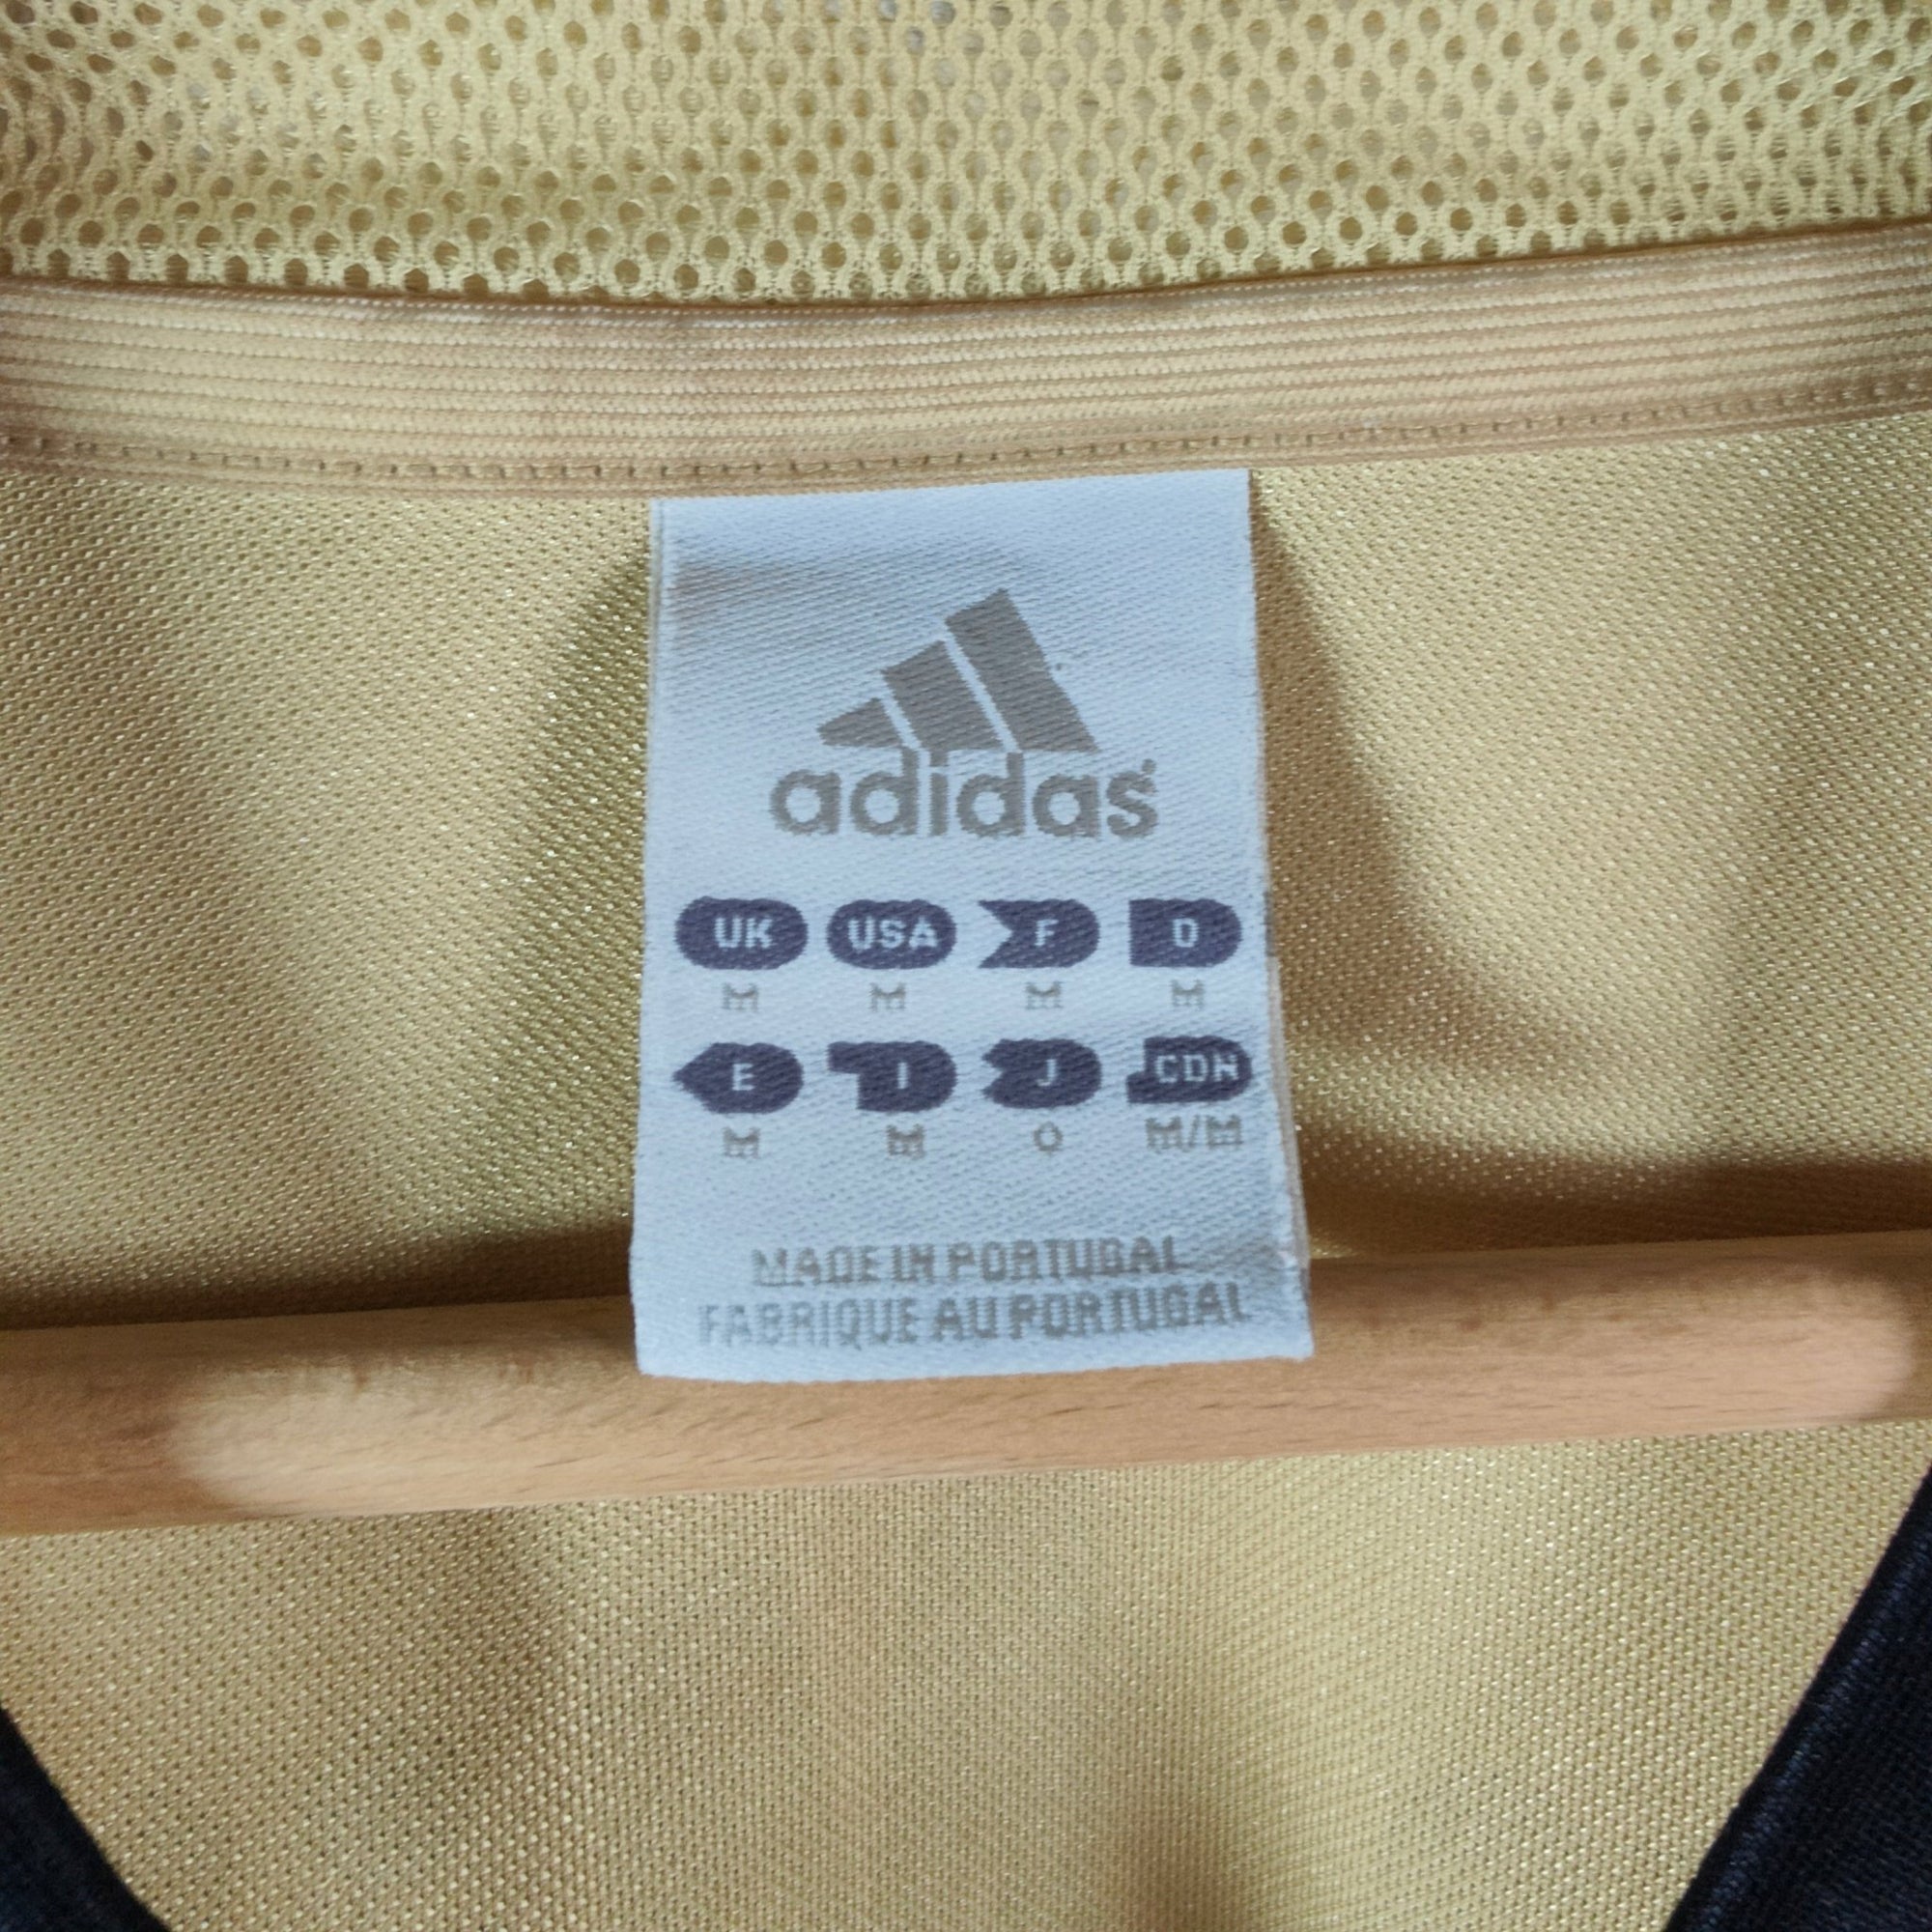 adidas
UK USA F D
M M M M
E I J CDN
M M O M/M
MADE IN PORTUGAL
FABRIQUE AU PORTUGAL